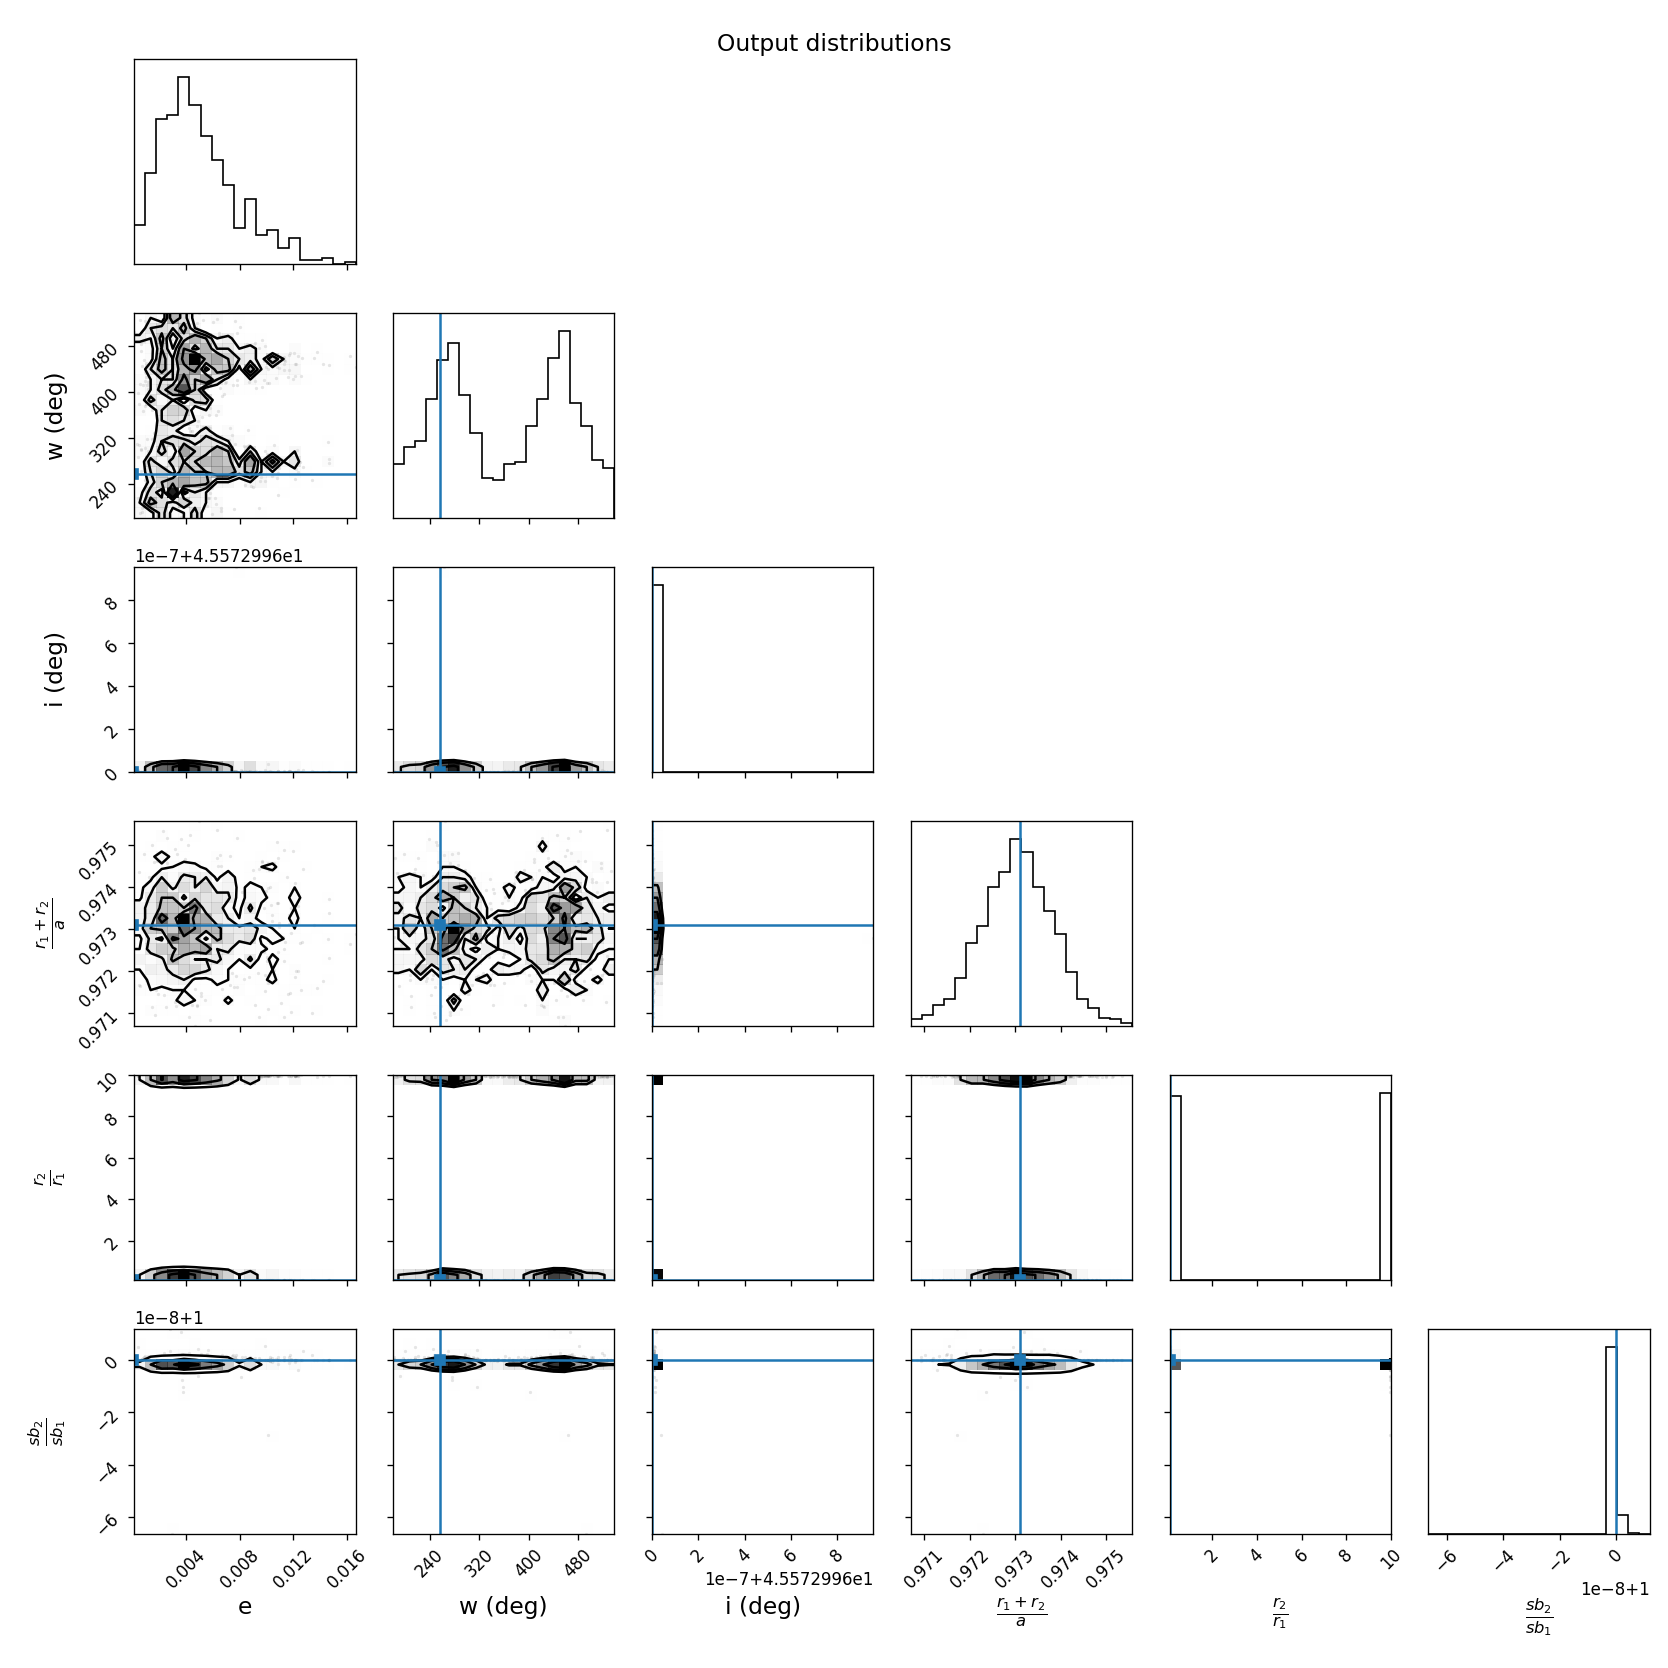 Output distributions
w (deg)
480
400
320
240
1e−7+4.5572996e1
i (deg)
8
6
4
2
0
r₁ + r₂
a
0.975
0.974
0.973
0.972
0.971
r₂
r₁
10
8
6
4
2
1e−8+1
sb₂
sb₁
0
−2
−4
−6
0.004 0.008 0.012 0.016
e
240 320 400 480
w (deg)
0 2 4 6 8
1e−7+4.5572996e1
i (deg)
0.971 0.972 0.973 0.974 0.975
r₁ + r₂
a
2 4 6 8 10
r₂
r₁
−6 −4 −2 0
1e−8+1
sb₂
sb₁